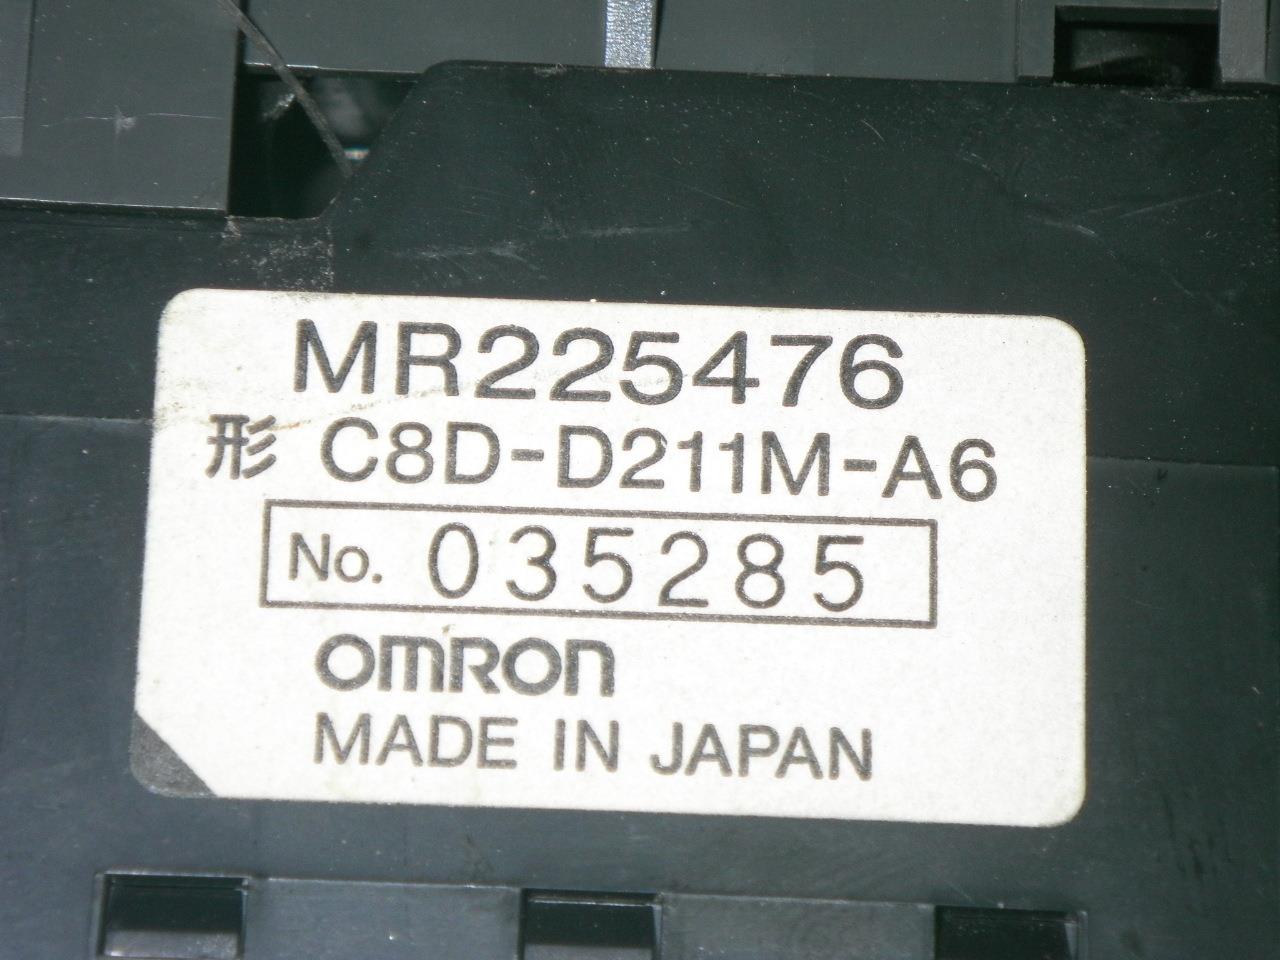 MR225476
形 C8D-D211M-A6
No. 035285
omron
MADE IN JAPAN